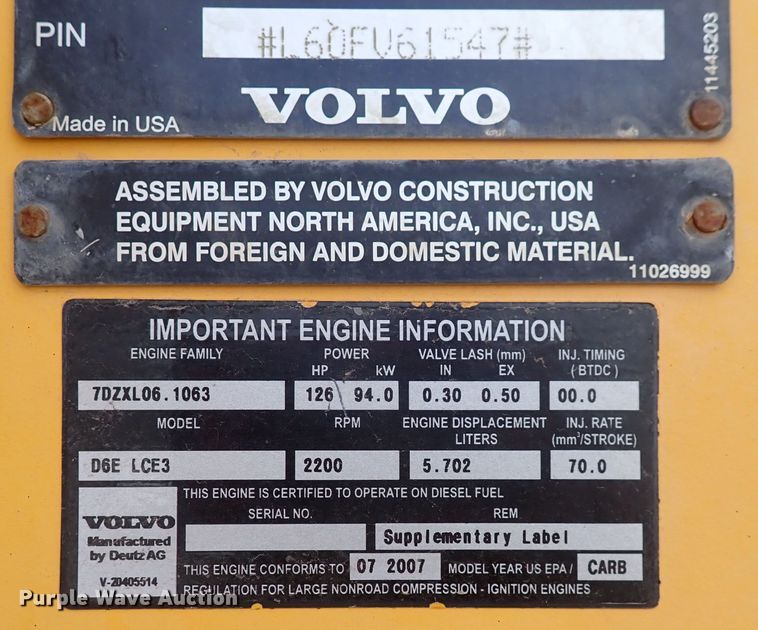 PIN #L60FV61547#
11445203
VOLVO
Made in USA
ASSEMBLED BY VOLVO CONSTRUCTION
EQUIPMENT NORTH AMERICA, INC., USA
FROM FOREIGN AND DOMESTIC MATERIAL.
11026999
IMPORTANT ENGINE INFORMATION
ENGINE FAMILY POWER VALVE LASH (mm) INJ. TIMING
HP kW IN EX (BTDC)
7DZXL06.1063 126 94.0 0.30 0.50 00.0
MODEL RPM ENGINE DISPLACEMENT INJ. RATE
LITERS (mm³/STROKE)
D6E LCE3 2200 5.702 70.0
THIS ENGINE IS CERTIFIED TO OPERATE ON DIESEL FUEL
SERIAL NO. REM
VOLVO
Manufactured
by Deutz AG
V-20405514
Supplementary Label
THIS ENGINE CONFORMS TO 07 2007 MODEL YEAR US EPA / CARB
REGULATION FOR LARGE NONROAD COMPRESSION - IGNITION ENGINES
Purple Wave Auction